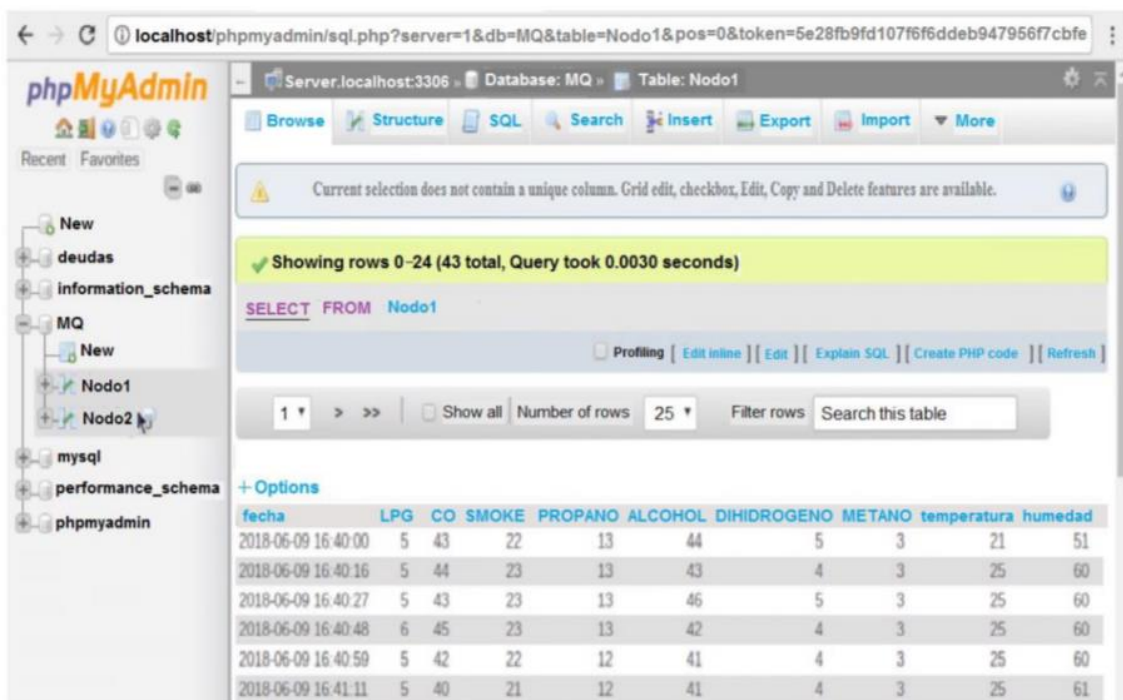 localhost/phpmyadmin/sql.php?server=1&db=MQ&table=Nodo1&pos=0&token=5e28fb9fd107f6f6ddeb947956f7cbfe
phpMyAdmin
Recent Favorites
New
deudas
information_schema
MQ
New
Nodo1
Nodo2
mysql
performance_schema
phpmyadmin
Server.localhost:3306 » Database: MQ » Table: Nodo1
Browse Structure SQL Search Insert Export Import More
Current selection does not contain a unique column. Grid edit, checkbox, Edit, Copy and Delete features are available.
Showing rows 0-24 (43 total, Query took 0.0030 seconds)
SELECT FROM Nodo1
Profiling [ Edit inline ] [ Edit ] [ Explain SQL ] [ Create PHP code ] [ Refresh ]
1 > >> Show all Number of rows 25 Filter rows Search this table
+ Options
fecha LPG CO SMOKE PROPANO ALCOHOL DIHIDROGENO METANO temperatura humedad
2018-06-09 16:40:00 5 43 22 13 44 5 3 21 51
2018-06-09 16:40:16 5 44 23 13 43 4 3 25 60
2018-06-09 16:40:27 5 43 23 13 46 5 3 25 60
2018-06-09 16:40:48 6 45 23 13 42 4 3 25 60
2018-06-09 16:40:59 5 42 22 12 41 4 3 25 60
2018-06-09 16:41:11 5 40 21 12 41 4 3 25 61